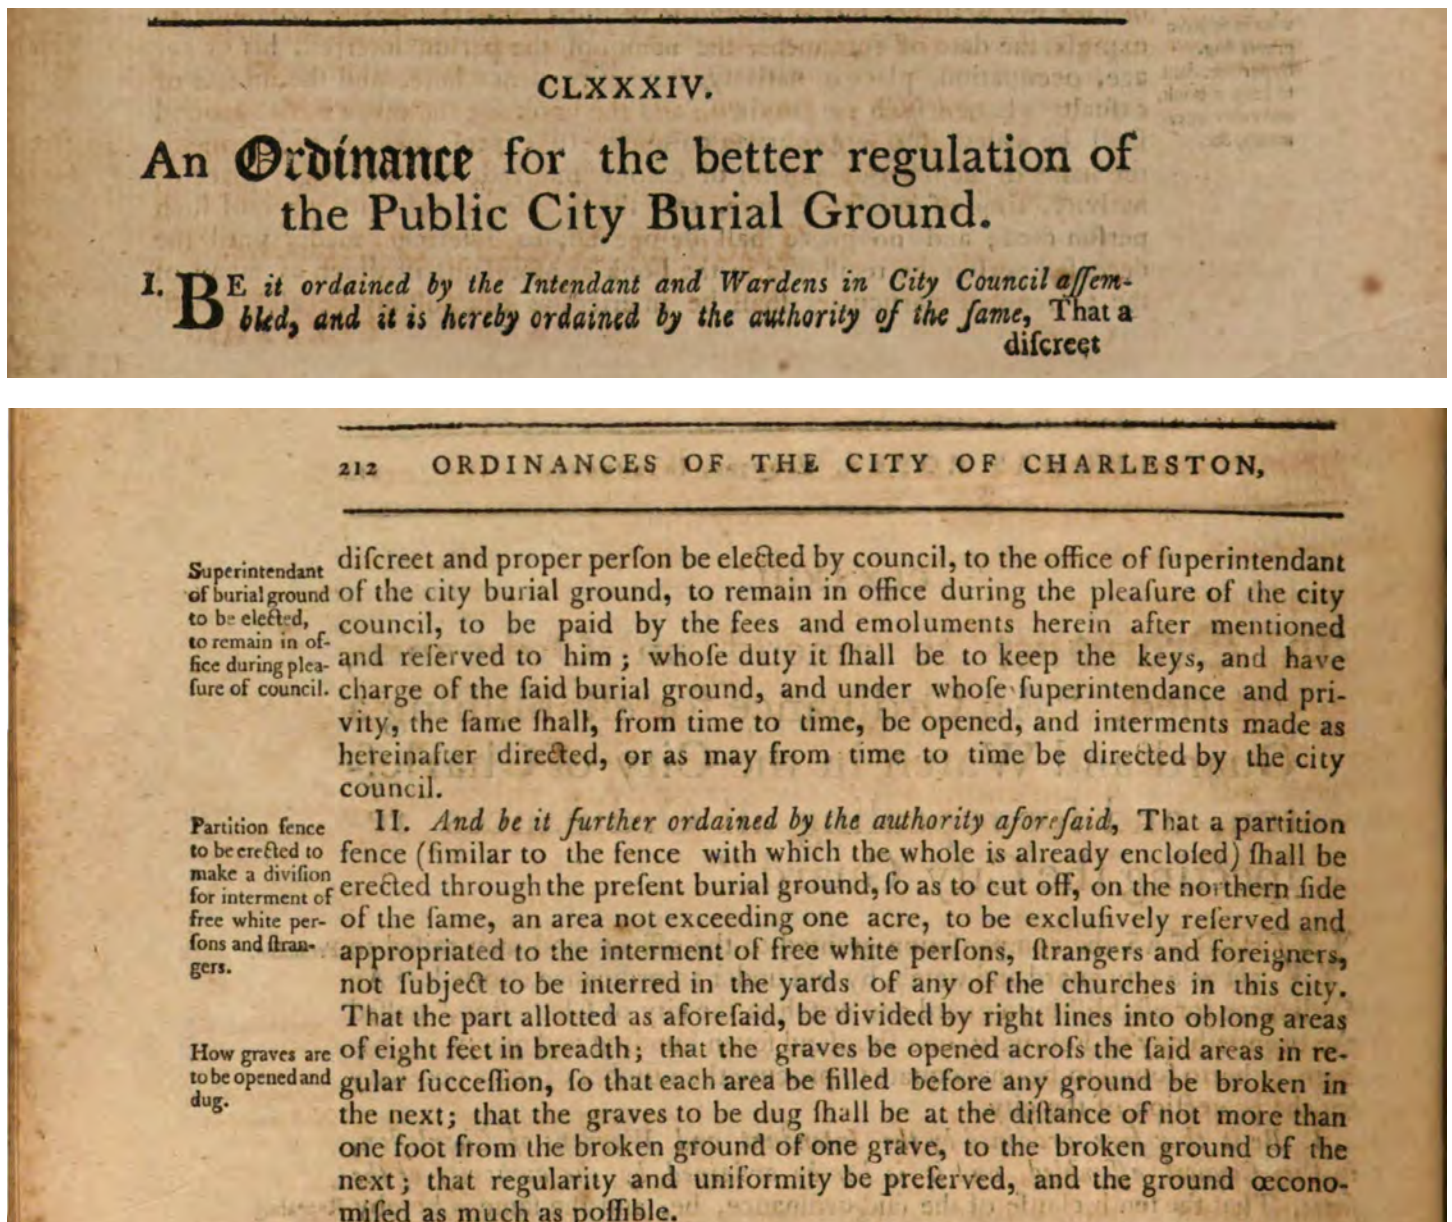 CLXXXIV.
An Ordinance for the better regulation of
the Public City Burial Ground.
I. BE it ordained by the Intendant and Wardens in City Council aſſem-
bled, and it is hereby ordained by the authority of the ſame, That a
diſcreet
212 ORDINANCES OF THE CITY OF CHARLESTON,
Superintendant
of burial ground
to be elected,
to remain in of-
fice during plea-
ſure of council.
diſcreet and proper perſon be elected by council, to the office of ſuperintendant
of the city burial ground, to remain in office during the pleaſure of the city
council, to be paid by the fees and emoluments herein after mentioned
and reſerved to him; whoſe duty it ſhall be to keep the keys, and have
charge of the ſaid burial ground, and under whoſe ſuperintendance and pri-
vity, the ſame ſhall, from time to time, be opened, and interments made as
hereinafter directed, or as may from time to time be directed by the city
council.
Partition fence
to be erected to
make a diviſion
for interment of
free white per-
ſons and ſtran-
gers.
II. And be it further ordained by the authority aforeſaid, That a partition
fence (ſimilar to the fence with which the whole is already encloſed) ſhall be
erected through the preſent burial ground, ſo as to cut off, on the northern ſide
of the ſame, an area not exceeding one acre, to be excluſively reſerved and
appropriated to the interment of free white perſons, ſtrangers and foreigners,
not ſubject to be interred in the yards of any of the churches in this city.
That the part allotted as aforeſaid, be divided by right lines into oblong areas
How graves are
to be opened and
dug.
of eight feet in breadth; that the graves be opened acroſs the ſaid areas in re-
gular ſucceſſion, ſo that each area be filled before any ground be broken in
the next; that the graves to be dug ſhall be at the diſtance of not more than
one foot from the broken ground of one grave, to the broken ground of the
next; that regularity and uniformity be preſerved, and the ground œcono-
miſed as much as poſſible.